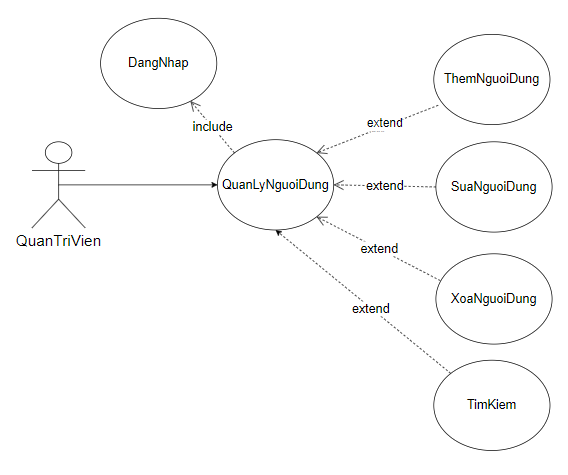 DangNhap
ThemNguoiDung
include
extend
QuanLyNguoiDung
extend
SuaNguoiDung
QuanTriVien
extend
XoaNguoiDung
extend
TimKiem